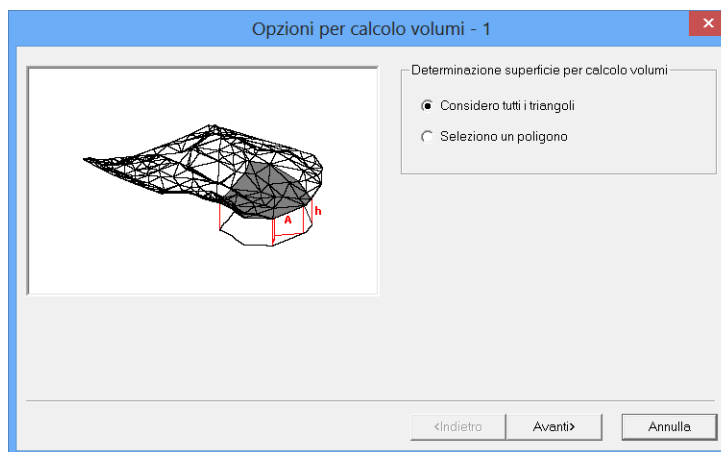 Opzioni per calcolo volumi - 1
Determinazione superficie per calcolo volumi
Considero tutti i triangoli
Seleziono un poligono
h
A
<Indietro
Avanti>
Annulla